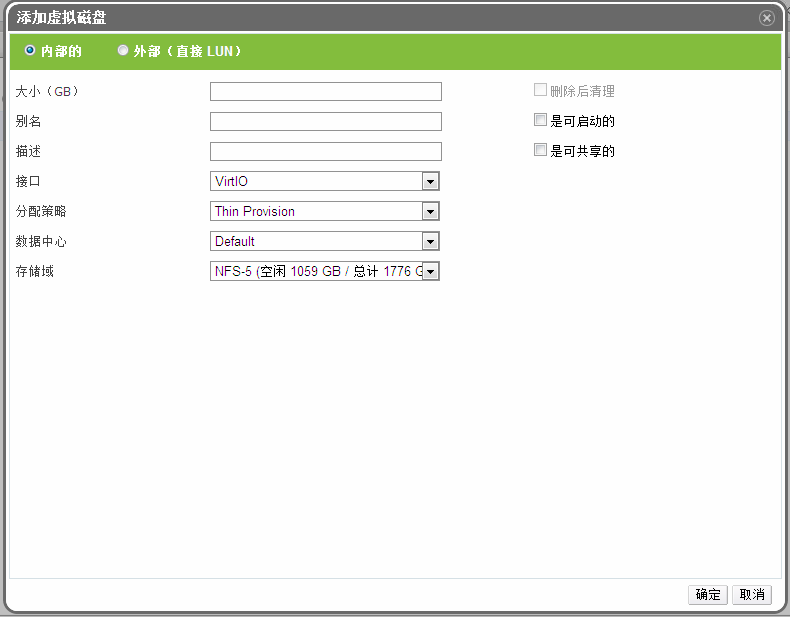 添加虚拟磁盘
内部的 外部（直接 LUN）
大小（GB） 删除后清理
别名 是可启动的
描述 是可共享的
接口 VirtIO
分配策略 Thin Provision
数据中心 Default
存储域 NFS-5 (空闲 1059 GB / 总计 1776 G
确定 取消